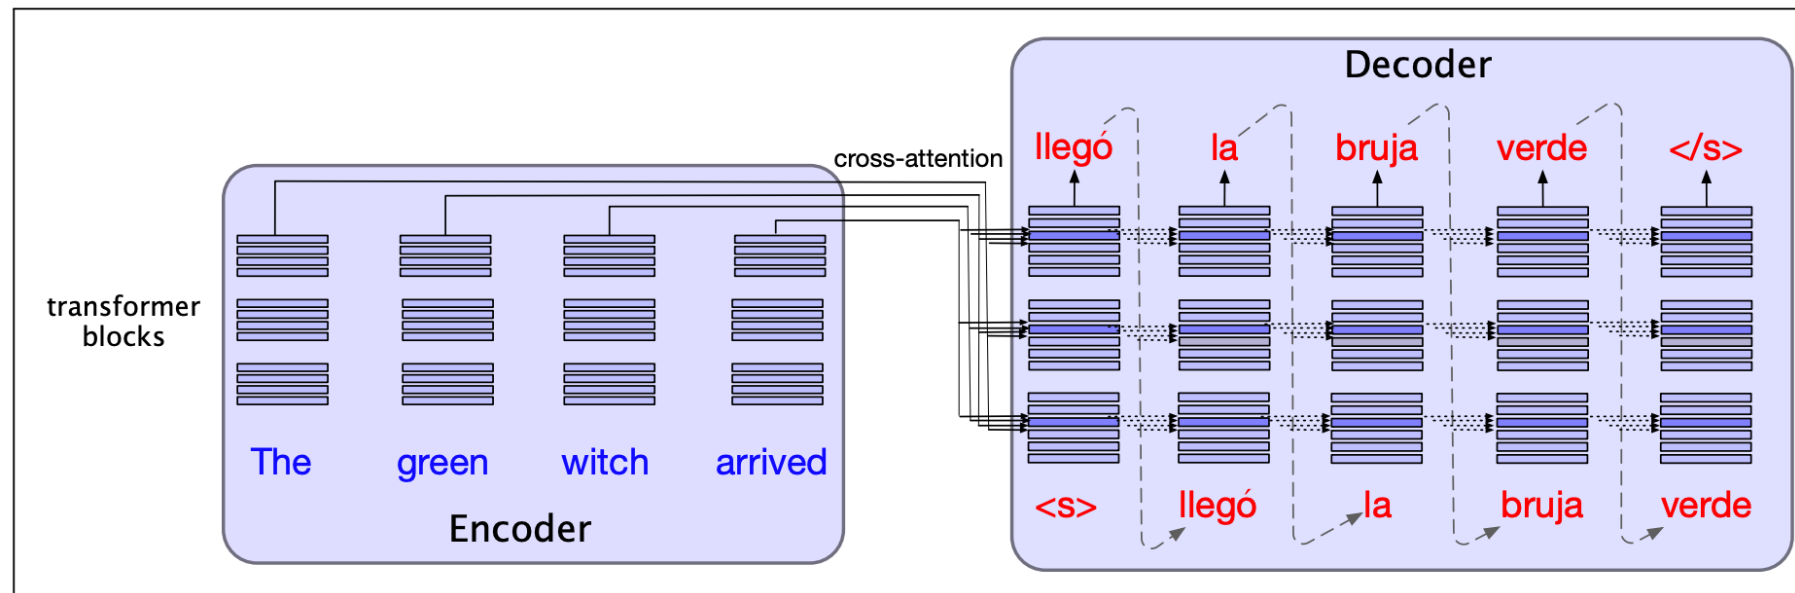 Decoder
llegó la bruja verde </s>
cross-attention
transformer
blocks
The green witch arrived
Encoder
<s> llegó la bruja verde